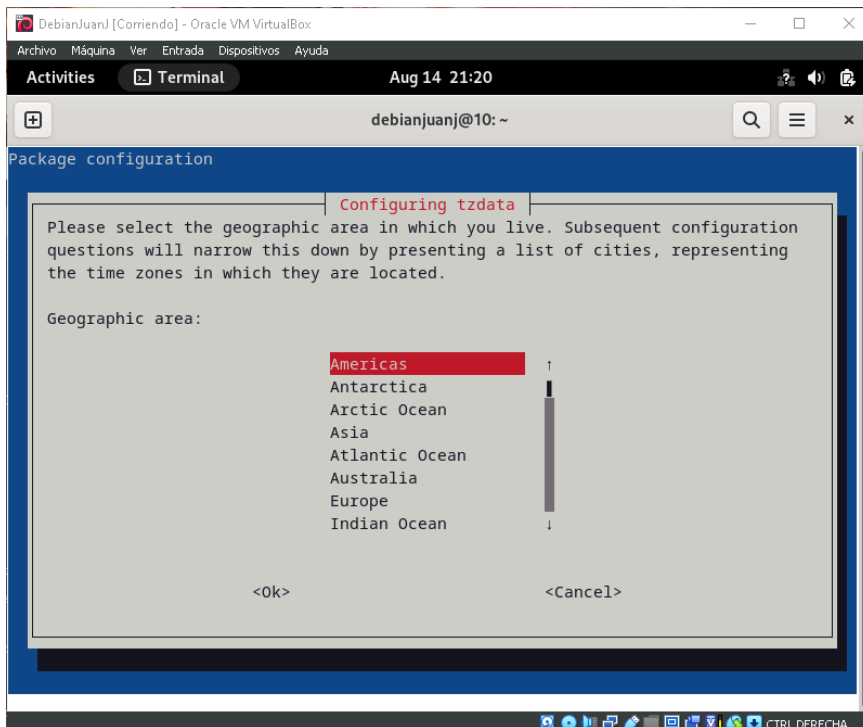 DebianJuanJ [Corriendo] - Oracle VM VirtualBox
Archivo Máquina Ver Entrada Dispositivos Ayuda
Activities Terminal Aug 14 21:20
debianjuanj@10: ~
Package configuration
Configuring tzdata
Please select the geographic area in which you live. Subsequent configuration
questions will narrow this down by presenting a list of cities, representing
the time zones in which they are located.
Geographic area:
Americas
Antarctica
Arctic Ocean
Asia
Atlantic Ocean
Australia
Europe
Indian Ocean
<Ok> <Cancel>
CTRL DERECHA